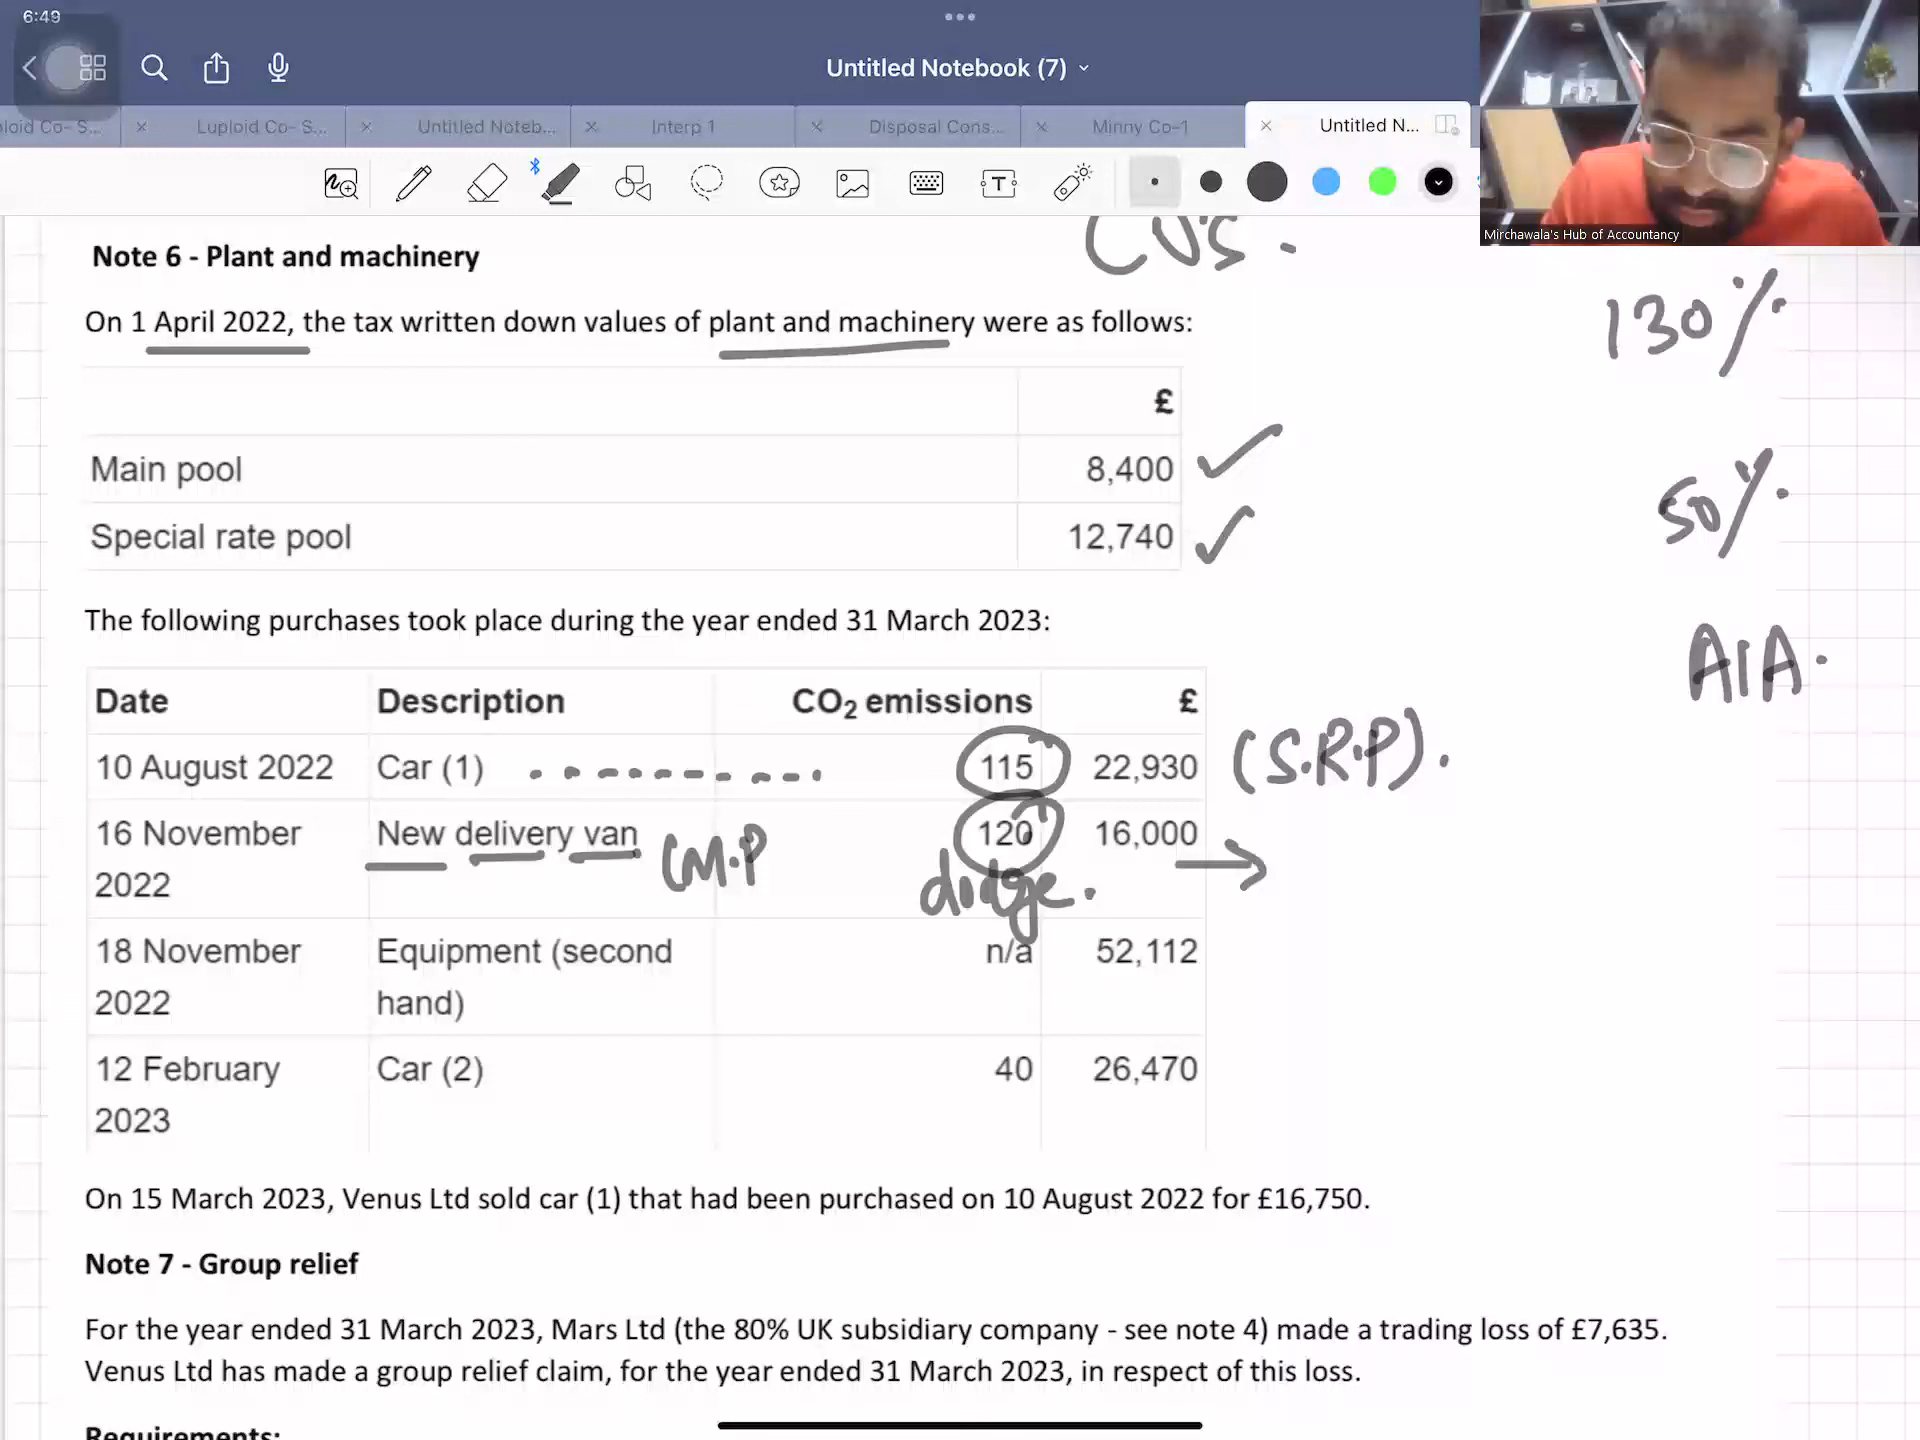 6:49
Untitled Notebook (7)
loid Co- S...
Luploid Co- S...
Untitled Noteb...
Interp 1
Disposal Cons...
Minny Co-1
Untitled N...
Mirchawala's Hub of Accountancy
Note 6 - Plant and machinery
On 1 April 2022, the tax written down values of plant and machinery were as follows:
130%
£
Main pool 8,400
Special rate pool 12,740
50%
The following purchases took place during the year ended 31 March 2023:
AIA.
Date Description CO₂ emissions £
10 August 2022 Car (1) 115 22,930 (S.R.P).
16 November 2022 New delivery van (M.P 120 16,000
18 November 2022 Equipment (second hand) n/a 52,112
12 February 2023 Car (2) 40 26,470
On 15 March 2023, Venus Ltd sold car (1) that had been purchased on 10 August 2022 for £16,750.
Note 7 - Group relief
For the year ended 31 March 2023, Mars Ltd (the 80% UK subsidiary company - see note 4) made a trading loss of £7,635.
Venus Ltd has made a group relief claim, for the year ended 31 March 2023, in respect of this loss.
Requirements: